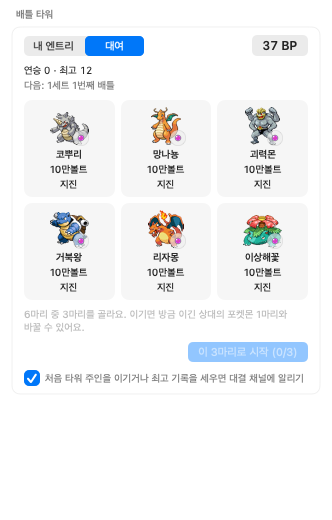 배틀 타워
내 엔트리 대여 37 BP
연승 0 · 최고 12
다음: 1세트 1번째 배틀
코뿌리 망나뇽 괴력몬
10만볼트 10만볼트 10만볼트
지진 지진 지진
거북왕 리자몽 이상해꽃
10만볼트 10만볼트 10만볼트
지진 지진 지진
6마리 중 3마리를 골라요. 이기면 방금 이긴 상대의 포켓몬 1마리와
바꿀 수 있어요.
이 3마리로 시작 (0/3)
처음 타워 주인을 이기거나 최고 기록을 세우면 대결 채널에 알리기